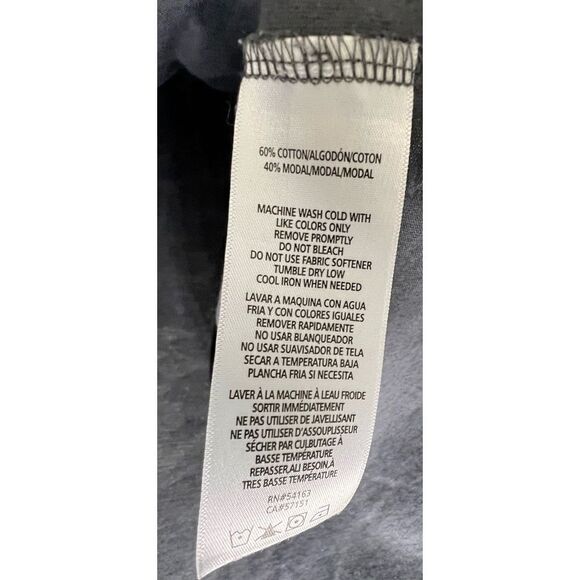 60% COTTON/ALGODÓN/COTON
40% MODAL/MODAL/MODAL
MACHINE WASH COLD WITH
LIKE COLORS ONLY
REMOVE PROMPTLY
DO NOT BLEACH
DO NOT USE FABRIC SOFTENER
TUMBLE DRY LOW
COOL IRON WHEN NEEDED
LAVAR A MAQUINA CON AGUA
FRIA Y CON COLORES IGUALES
REMOVER RAPIDAMENTE
NO USAR BLANQUEADOR
NO USAR SUAVISADOR DE TELA
SECAR A TEMPERATURA BAJA
PLANCHA FRIA SI NECESITA
LAVER À LA MACHINE À LEAU FROIDE
SORTIR IMMÉDIATEMENT
NE PAS UTILISER DE JAVELLISANT
NE PAS UTILISER D'ASSOUPLISSEUR
SÉCHER PAR CULBUTAGE À
BASSE TEMPÉRATURE
REPASSER,ALI BESOIN,À
TRES BASSE TEMPÉRATURE
RN#54163
CA#57151